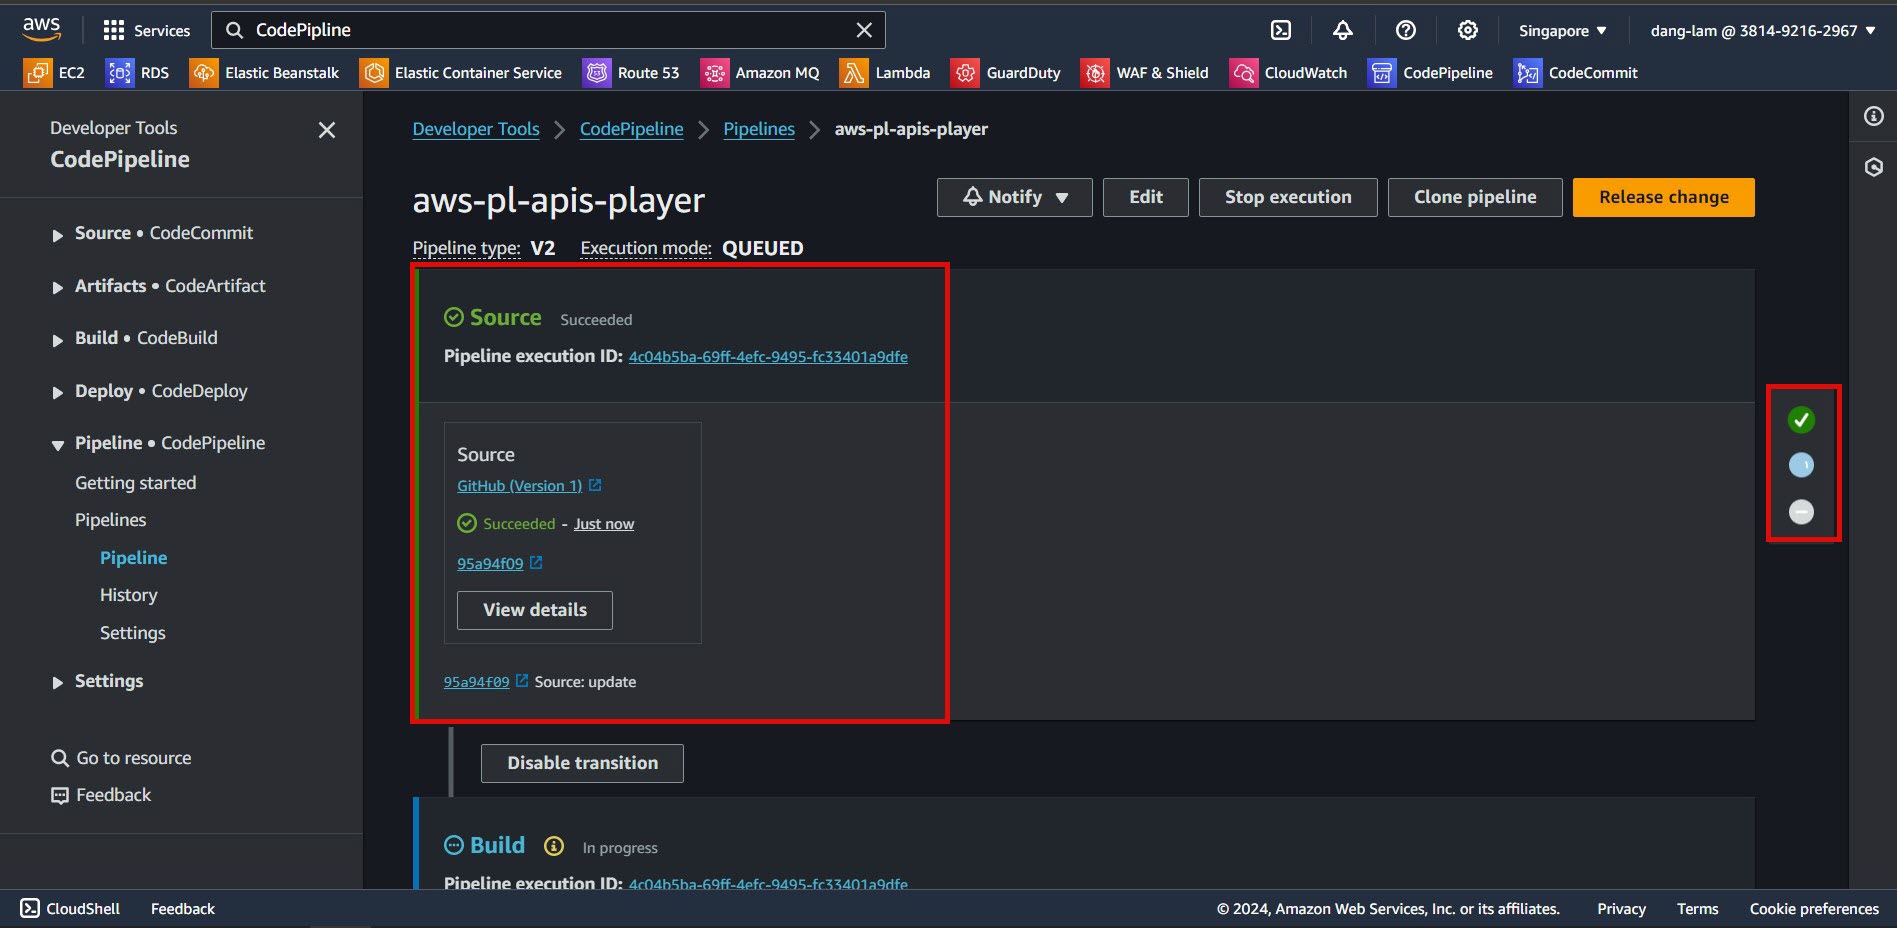 aws Services CodePipline Singapore dang-lam @ 3814-9216-2967
EC2 RDS Elastic Beanstalk Elastic Container Service Route 53 Amazon MQ Lambda GuardDuty WAF & Shield CloudWatch CodePipeline CodeCommit
Developer Tools
CodePipeline
Source • CodeCommit
Artifacts • CodeArtifact
Build • CodeBuild
Deploy • CodeDeploy
Pipeline • CodePipeline
Getting started
Pipelines
Pipeline
History
Settings
Settings
Go to resource
Feedback
Developer Tools CodePipeline Pipelines aws-pl-apis-player
aws-pl-apis-player
Notify Edit Stop execution Clone pipeline Release change
Pipeline type: V2 Execution mode: QUEUED
Source Succeeded
Pipeline execution ID: 4c04b5ba-69ff-4efc-9495-fc33401a9dfe
Source
GitHub (Version 1)
Succeeded - Just now
95a94f09
View details
95a94f09 Source: update
Disable transition
Build In progress
Pipeline execution ID: 4c04b5ba-69ff-4efc-9495-fc33401a9dfe
CloudShell Feedback © 2024, Amazon Web Services, Inc. or its affiliates. Privacy Terms Cookie preferences